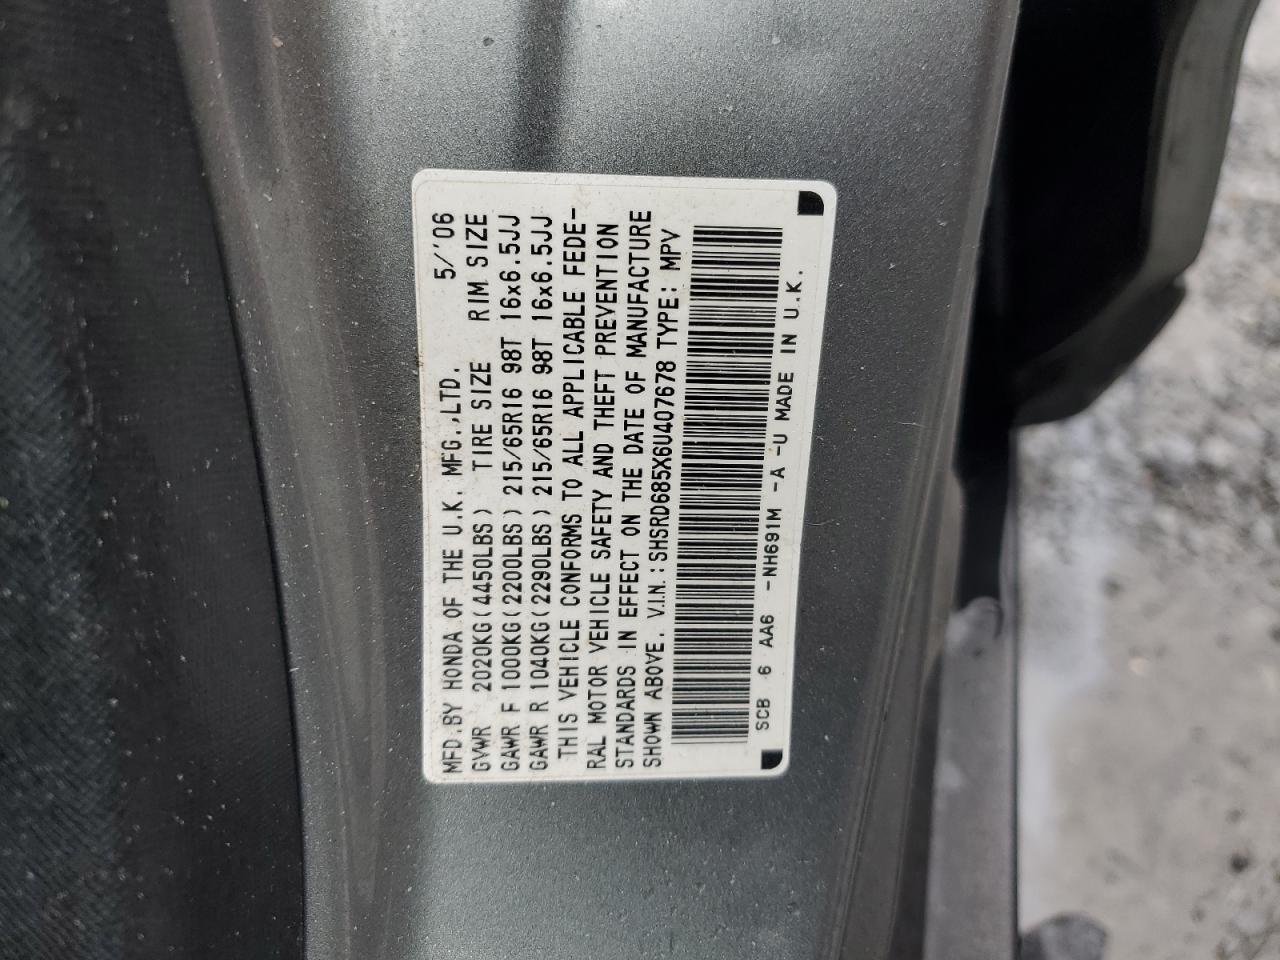 MFD.BY HONDA OF THE U.K. MFG.,LTD. 5/'06
GVWR 2020KG(4450LBS) TIRE SIZE RIM SIZE
GAWR F 1000KG(2200LBS) 215/65R16 98T 16x6.5JJ
GAWR R 1040KG(2290LBS) 215/65R16 98T 16x6.5JJ
THIS VEHICLE CONFORMS TO ALL APPLICABLE FEDE-
RAL MOTOR VEHICLE SAFETY AND THEFT PREVENTION
STANDARDS IN EFFECT ON THE DATE OF MANUFACTURE
SHOWN ABOVE. V.I.N.:SHSRD685X6U407678 TYPE: MPV
SCB 6 AA6 -NH691M -A -U MADE IN U.K.